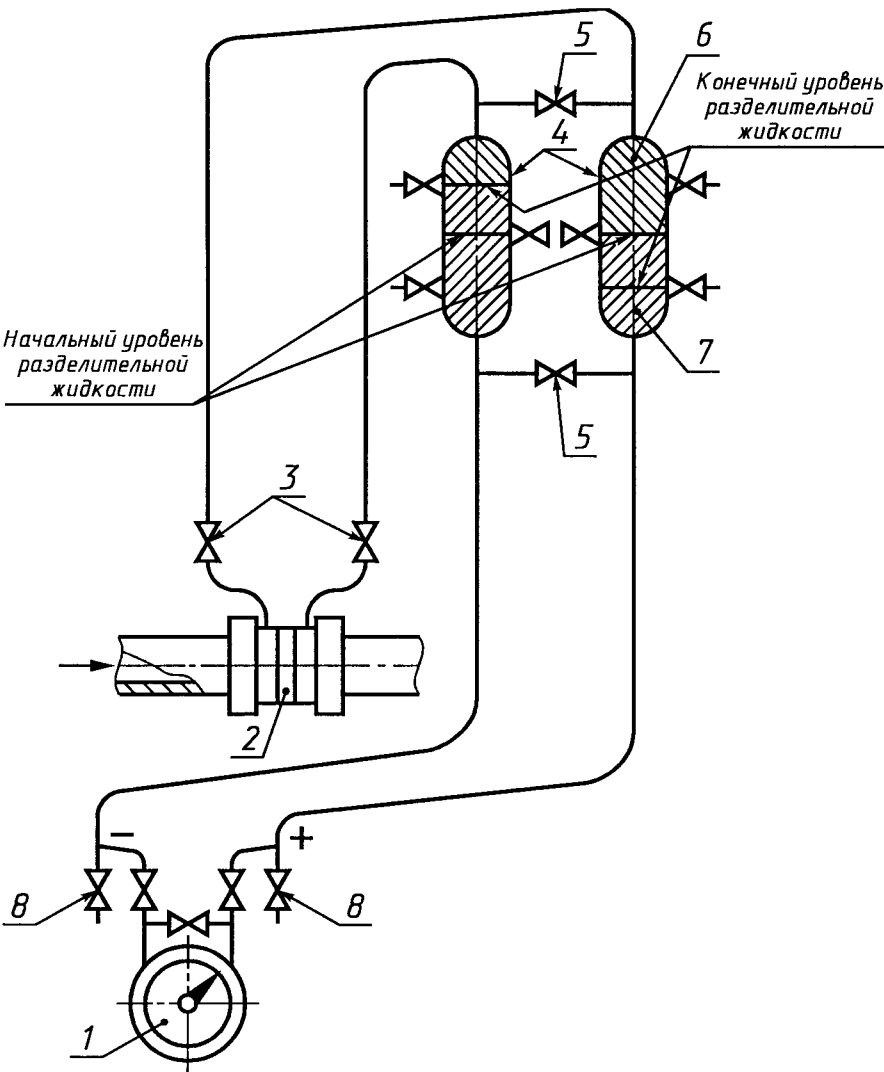 5
6
Конечный уровень
разделительной
жидкости
4
Начальный уровень
разделительной
жидкости
7
5
3
2
− +
8
8
1